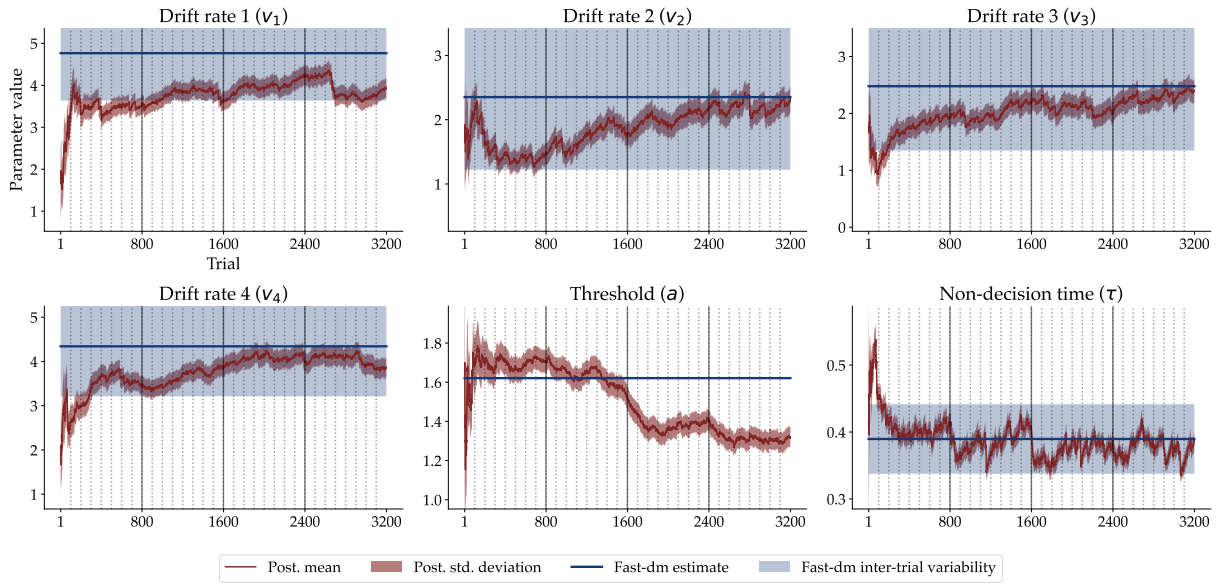 Drift rate 1 (v₁)
Drift rate 2 (v₂)
Drift rate 3 (v₃)
Parameter value
5
4
3
2
1
3
2
1
3
2
1
0
1 800 1600 2400 3200
1 800 1600 2400 3200
1 800 1600 2400 3200
Trial
Drift rate 4 (v₄)
Threshold (a)
Non-decision time (τ)
5
4
3
2
1
1.8
1.6
1.4
1.2
1.0
0.5
0.4
0.3
1 800 1600 2400 3200
1 800 1600 2400 3200
1 800 1600 2400 3200
Post. mean
Post. std. deviation
Fast-dm estimate
Fast-dm inter-trial variability